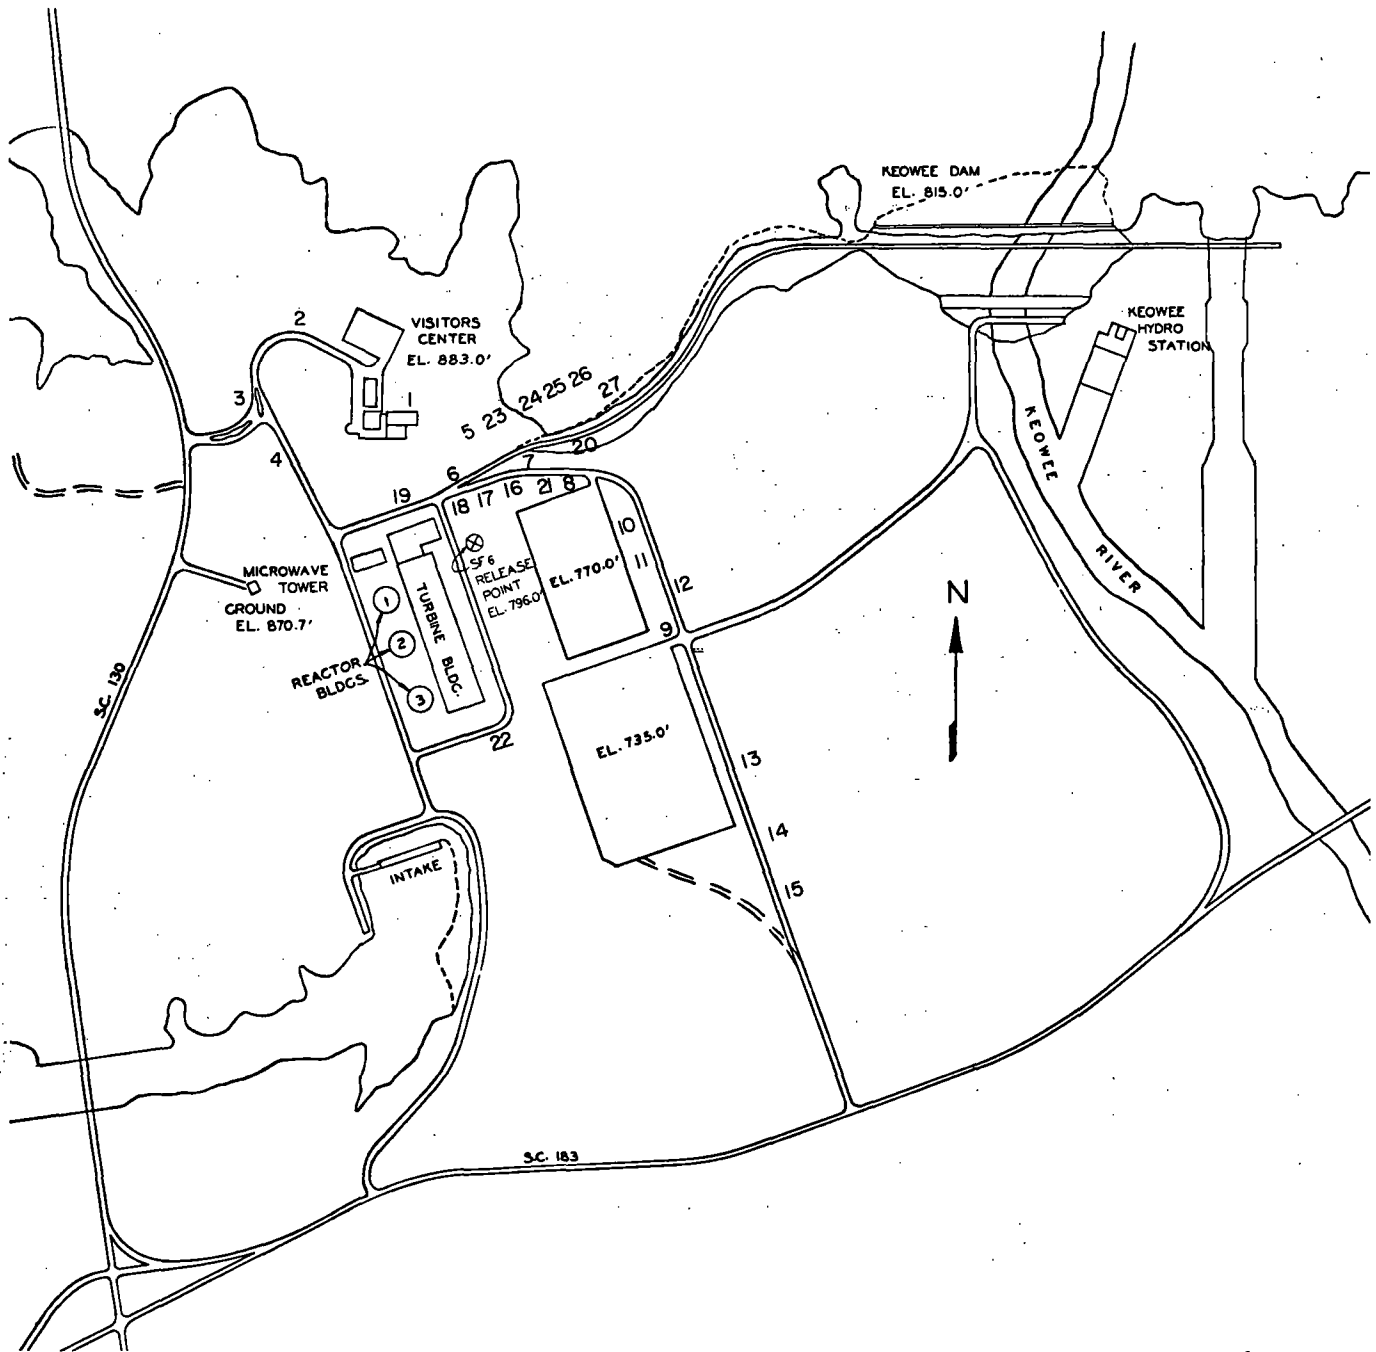 KEOWEE DAM
EL. 815.0'
2
VISITORS
CENTER
EL. 883.0'
KEOWEE
HYDRO
STATION
3
1
5 23 24 25 26 27
4
KEOWEE
RIVER
6
7
20
19
18 17 16 21 8
10
11
12
SF6
RELEASE
POINT
EL. 796.0'
EL. 770.0'
MICROWAVE
TOWER
GROUND
EL. 870.7'
1
2
3
TURBINE BLDG.
REACTOR
BLDGS.
9
N
S.C. 130
22
EL. 735.0'
13
14
15
INTAKE
S.C. 183